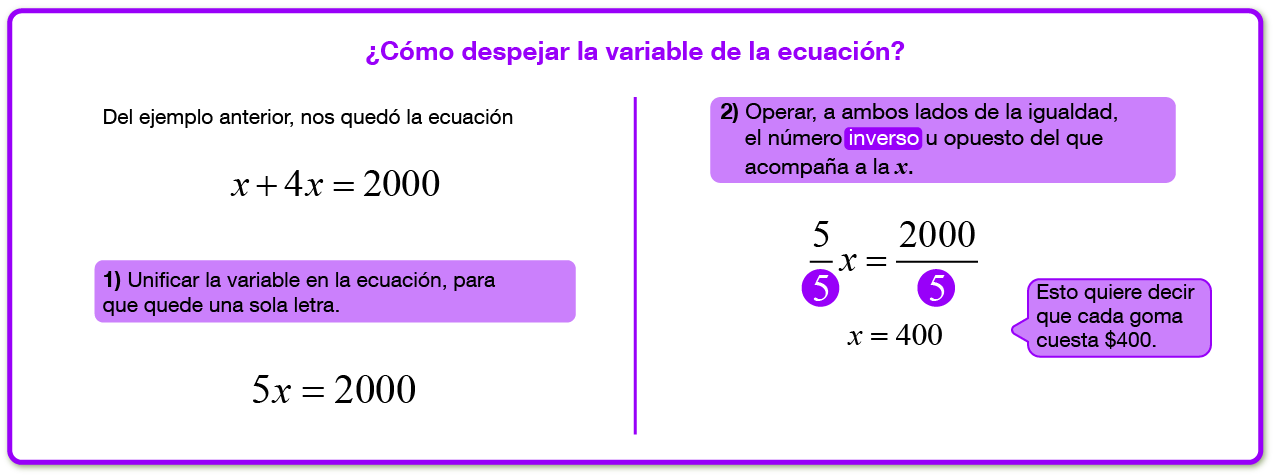 ¿Cómo despejar la variable de la ecuación?
Del ejemplo anterior, nos quedó la ecuación
x + 4x = 2000
1) Unificar la variable en la ecuación, para
que quede una sola letra.
5x = 2000
2) Operar, a ambos lados de la igualdad,
el número inverso u opuesto del que
acompaña a la x.
5/5 x = 2000/5
x = 400
Esto quiere decir
que cada goma
cuesta $400.